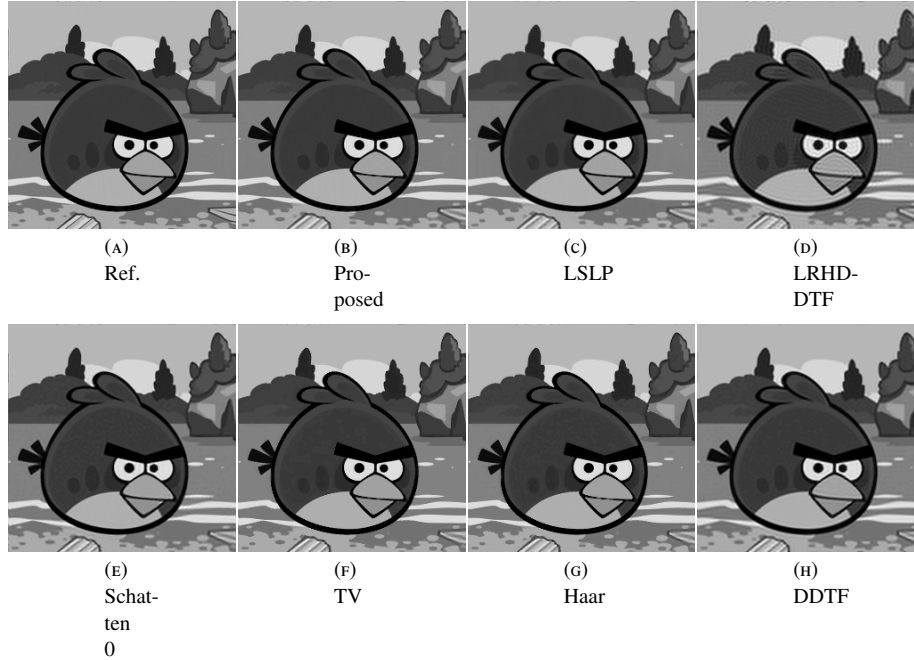 (A)
Ref.
(B)
Pro-
posed
(C)
LSLP
(D)
LRHD-
DTF
(E)
Schat-
ten
0
(F)
TV
(G)
Haar
(H)
DDTF